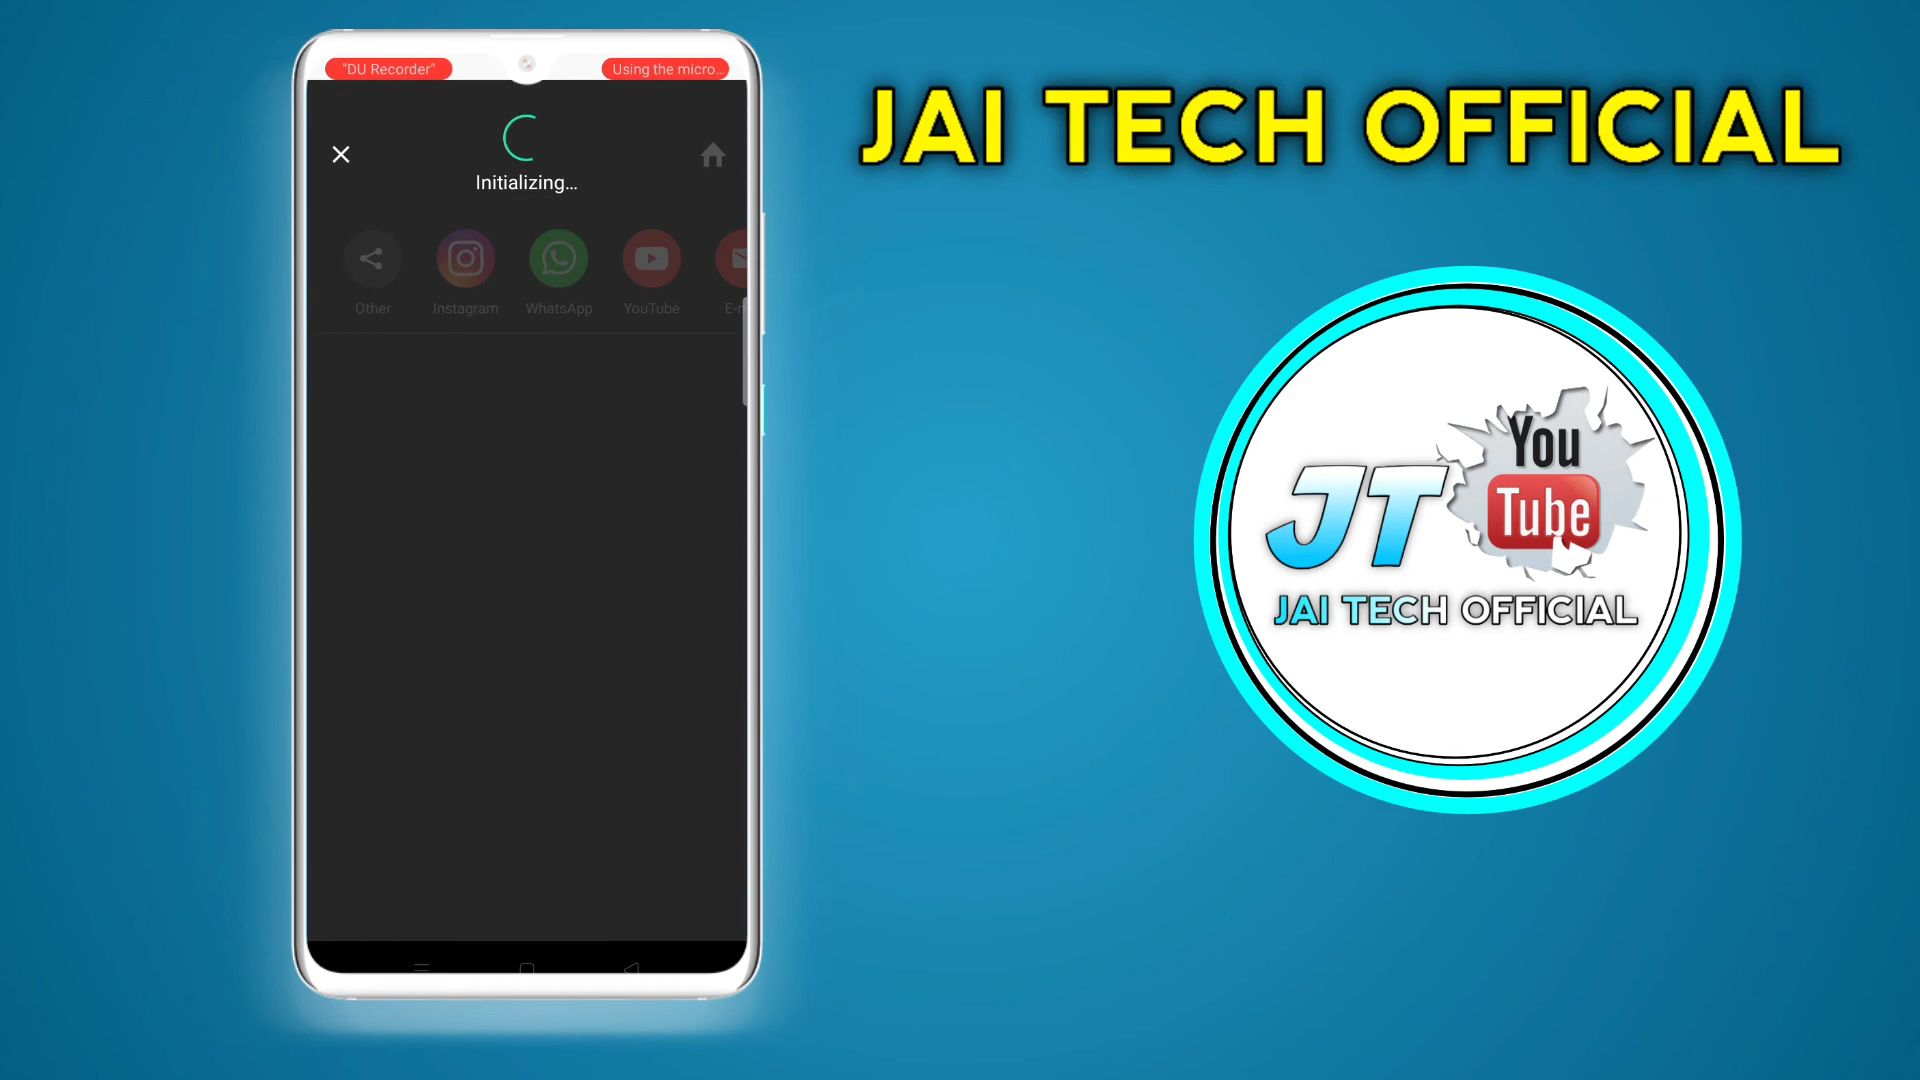 "DU Recorder"
Using the micro...
Initializing...
Other
Instagram
WhatsApp
YouTube
E-m
JAI TECH OFFICIAL
JT
You
Tube
JAI TECH OFFICIAL